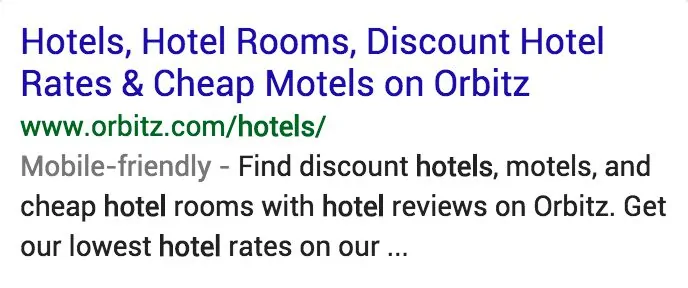 Hotels, Hotel Rooms, Discount Hotel
Rates & Cheap Motels on Orbitz
www.orbitz.com/hotels/
Mobile-friendly - Find discount hotels, motels, and
cheap hotel rooms with hotel reviews on Orbitz. Get
our lowest hotel rates on our ...